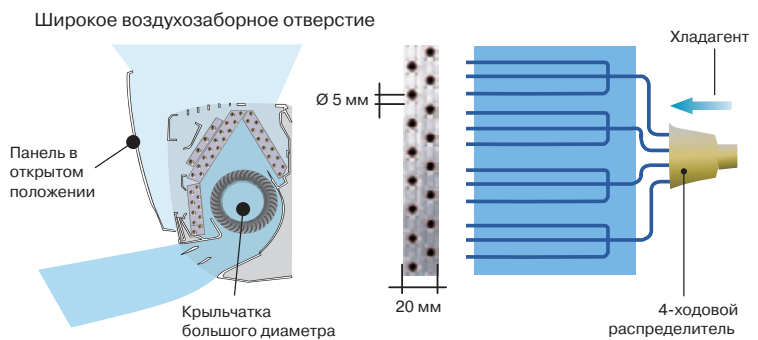 Широкое воздухозаборное отверстие
Хладагент
Ø 5 мм
Панель в
открытом
положении
20 мм
Крыльчатка
большого диаметра
4-ходовой
распределитель